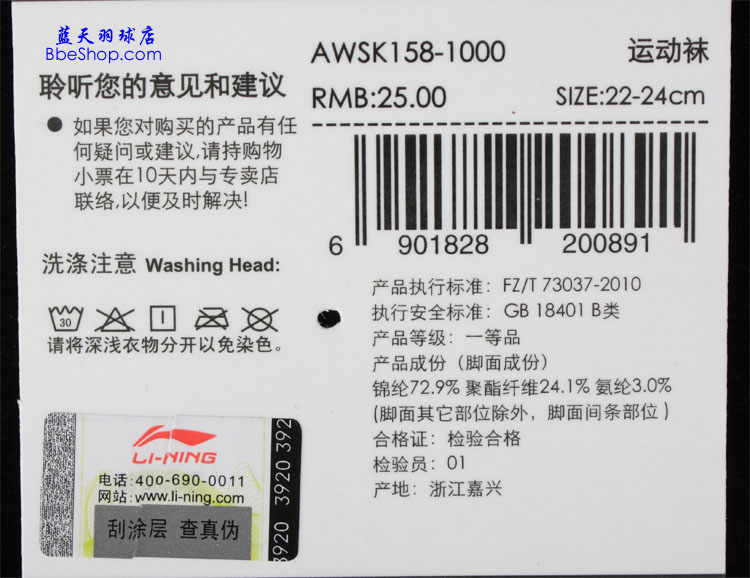 蓝天羽球店
BbeShop.com
聆听您的意见和建议
● 如果您对购买的产品有任
何疑问或建议,请持购物
小票在10天内与专卖店
联络,以便及时解决!
洗涤注意 Washing Head:
30
请将深浅衣物分开以免染色。
LI-NING
电话:400-690-0011
网站:www.li-ning.com
刮涂层 查真伪
3920 3920 392
AWSK158-1000 运动袜
RMB:25.00 SIZE:22-24cm
6 901828 200891
产品执行标准: FZ/T 73037-2010
执行安全标准: GB 18401 B类
产品等级: 一等品
产品成份（脚面成份）
锦纶72.9% 聚酯纤维24.1% 氨纶3.0%
(脚面其它部位除外，脚面间条部位）
合格证: 检验合格
检验员: 01
产地: 浙江嘉兴